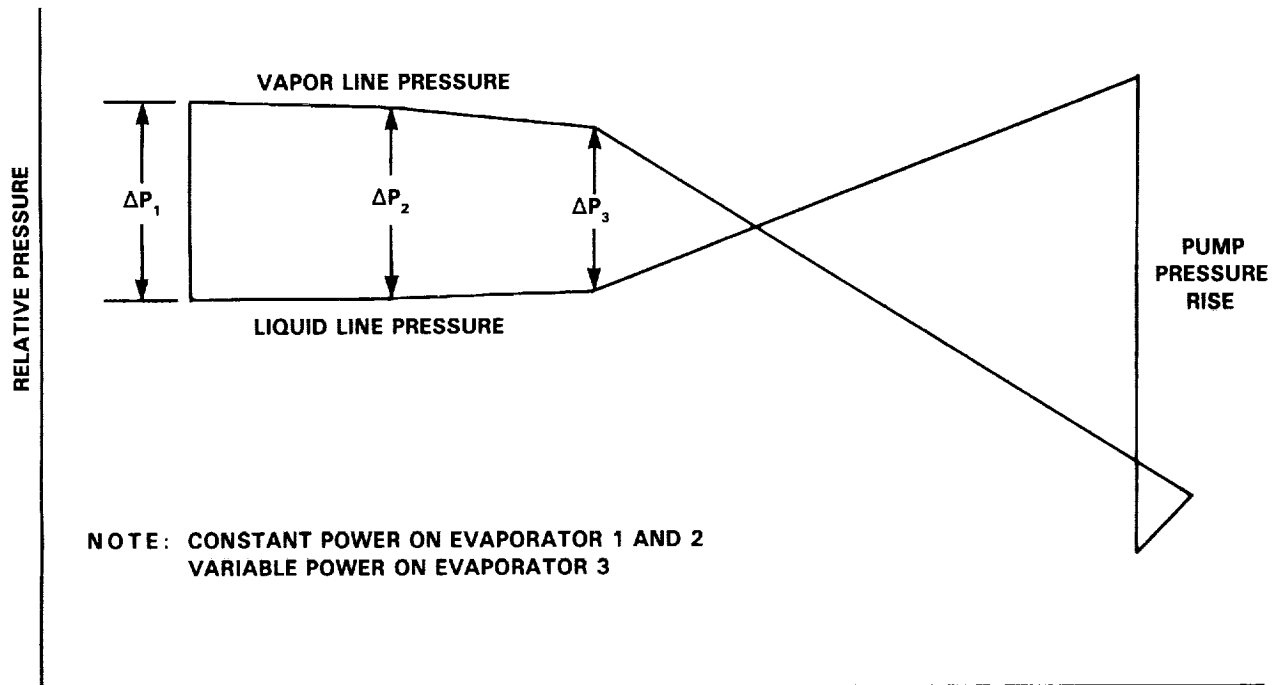 VAPOR LINE PRESSURE
ΔP₁
ΔP₂
ΔP₃
LIQUID LINE PRESSURE
RELATIVE PRESSURE
PUMP
PRESSURE
RISE
NOTE: CONSTANT POWER ON EVAPORATOR 1 AND 2
VARIABLE POWER ON EVAPORATOR 3